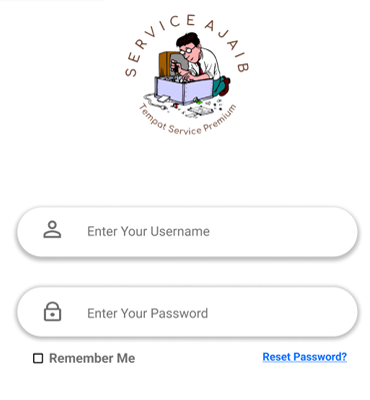 SERVICE AJAIB
Tempat Service Premium
Enter Your Username
Enter Your Password
Remember Me
Reset Password?